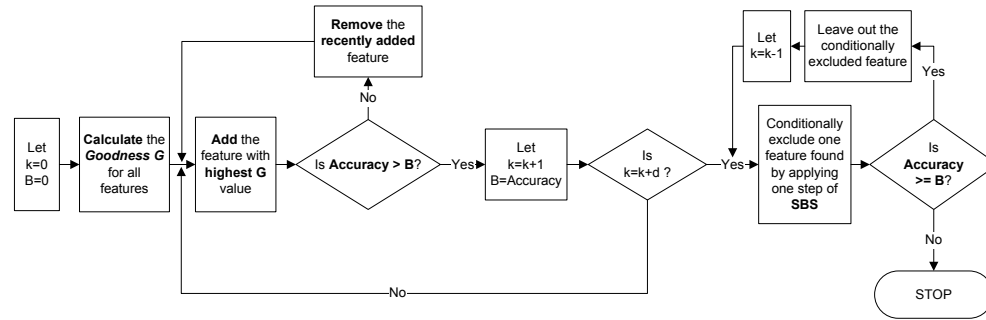 Let
k=0
B=0
Calculate the
Goodness G
for all
features
Add the
feature with
highest G
value
Remove the
recently added
feature
No
Is Accuracy > B?
Yes
Let
k=k+1
B=Accuracy
Is
k=k+d ?
No
Yes
Let
k=k-1
Leave out the
conditionally
excluded feature
Yes
Conditionally
exclude one
feature found
by applying
one step of
SBS
Is
Accuracy
>= B?
No
STOP